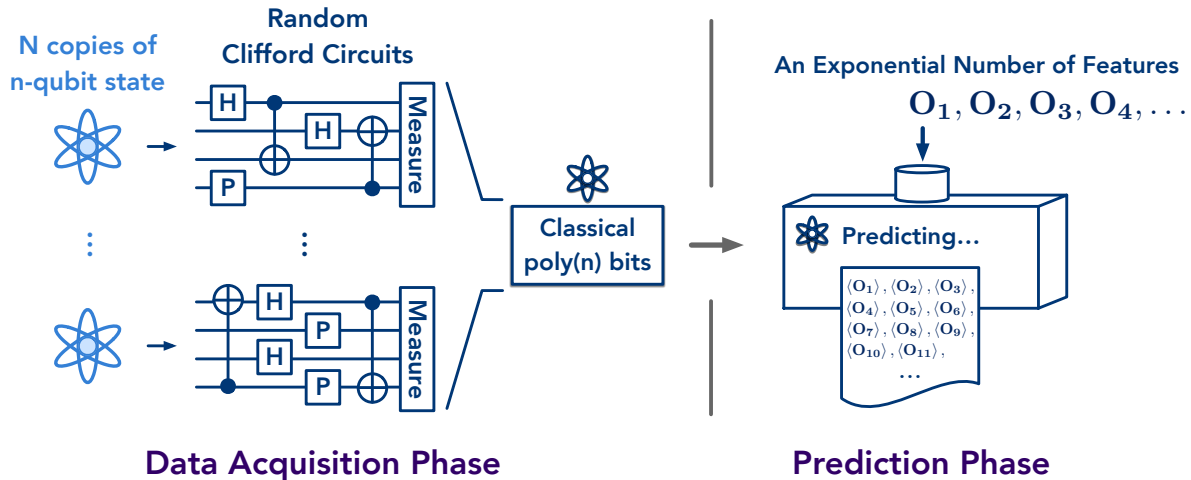 N copies of
n-qubit state
Random
Clifford Circuits
H
H
P
Measure
⋮
⋮
H
P
H
P
Measure
Classical
poly(n) bits
Data Acquisition Phase
An Exponential Number of Features
O₁, O₂, O₃, O₄, ...
Predicting...
⟨O₁⟩, ⟨O₂⟩, ⟨O₃⟩,
⟨O₄⟩, ⟨O₅⟩, ⟨O₆⟩,
⟨O₇⟩, ⟨O₈⟩, ⟨O₉⟩,
⟨O₁₀⟩, ⟨O₁₁⟩,
...
Prediction Phase